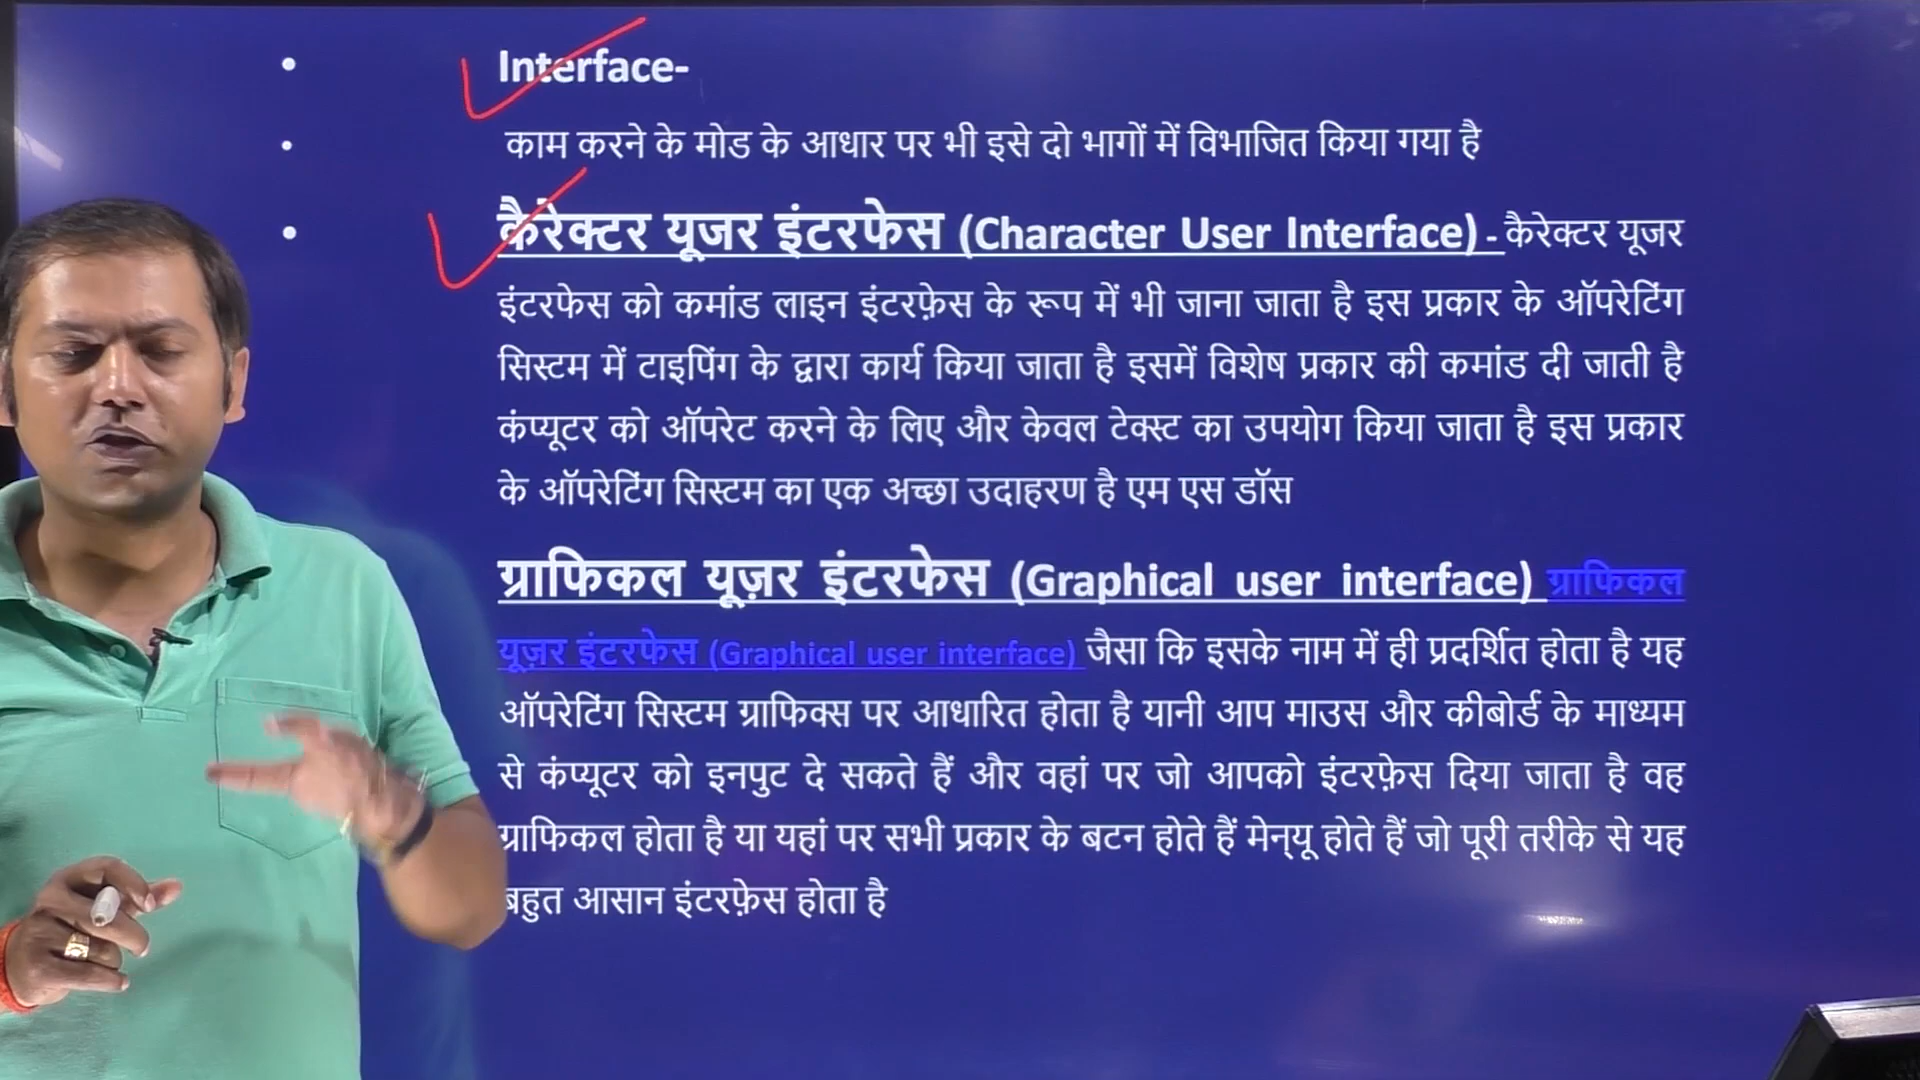 • Interface-
• काम करने के मोड के आधार पर भी इसे दो भागों में विभाजित किया गया है
• कैरेक्टर यूजर इंटरफेस (Character User Interface) - कैरेक्टर यूजर
इंटरफेस को कमांड लाइन इंटरफ़ेस के रूप में भी जाना जाता है इस प्रकार के ऑपरेटिंग
सिस्टम में टाइपिंग के द्वारा कार्य किया जाता है इसमें विशेष प्रकार की कमांड दी जाती है
कंप्यूटर को ऑपरेट करने के लिए और केवल टेक्स्ट का उपयोग किया जाता है इस प्रकार
के ऑपरेटिंग सिस्टम का एक अच्छा उदाहरण है एम एस डॉस
ग्राफिकल यूज़र इंटरफेस (Graphical user interface) ग्राफिकल
यूज़र इंटरफेस (Graphical user interface) जैसा कि इसके नाम में ही प्रदर्शित होता है यह
ऑपरेटिंग सिस्टम ग्राफिक्स पर आधारित होता है यानी आप माउस और कीबोर्ड के माध्यम
से कंप्यूटर को इनपुट दे सकते हैं और वहां पर जो आपको इंटरफ़ेस दिया जाता है वह
ग्राफिकल होता है या यहां पर सभी प्रकार के बटन होते हैं मेन्यू होते हैं जो पूरी तरीके से यह
बहुत आसान इंटरफ़ेस होता है